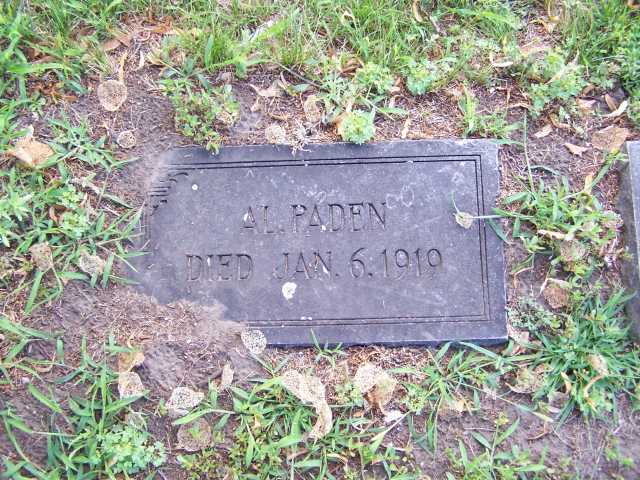 AL. PADEN
DIED JAN. 6. 1919